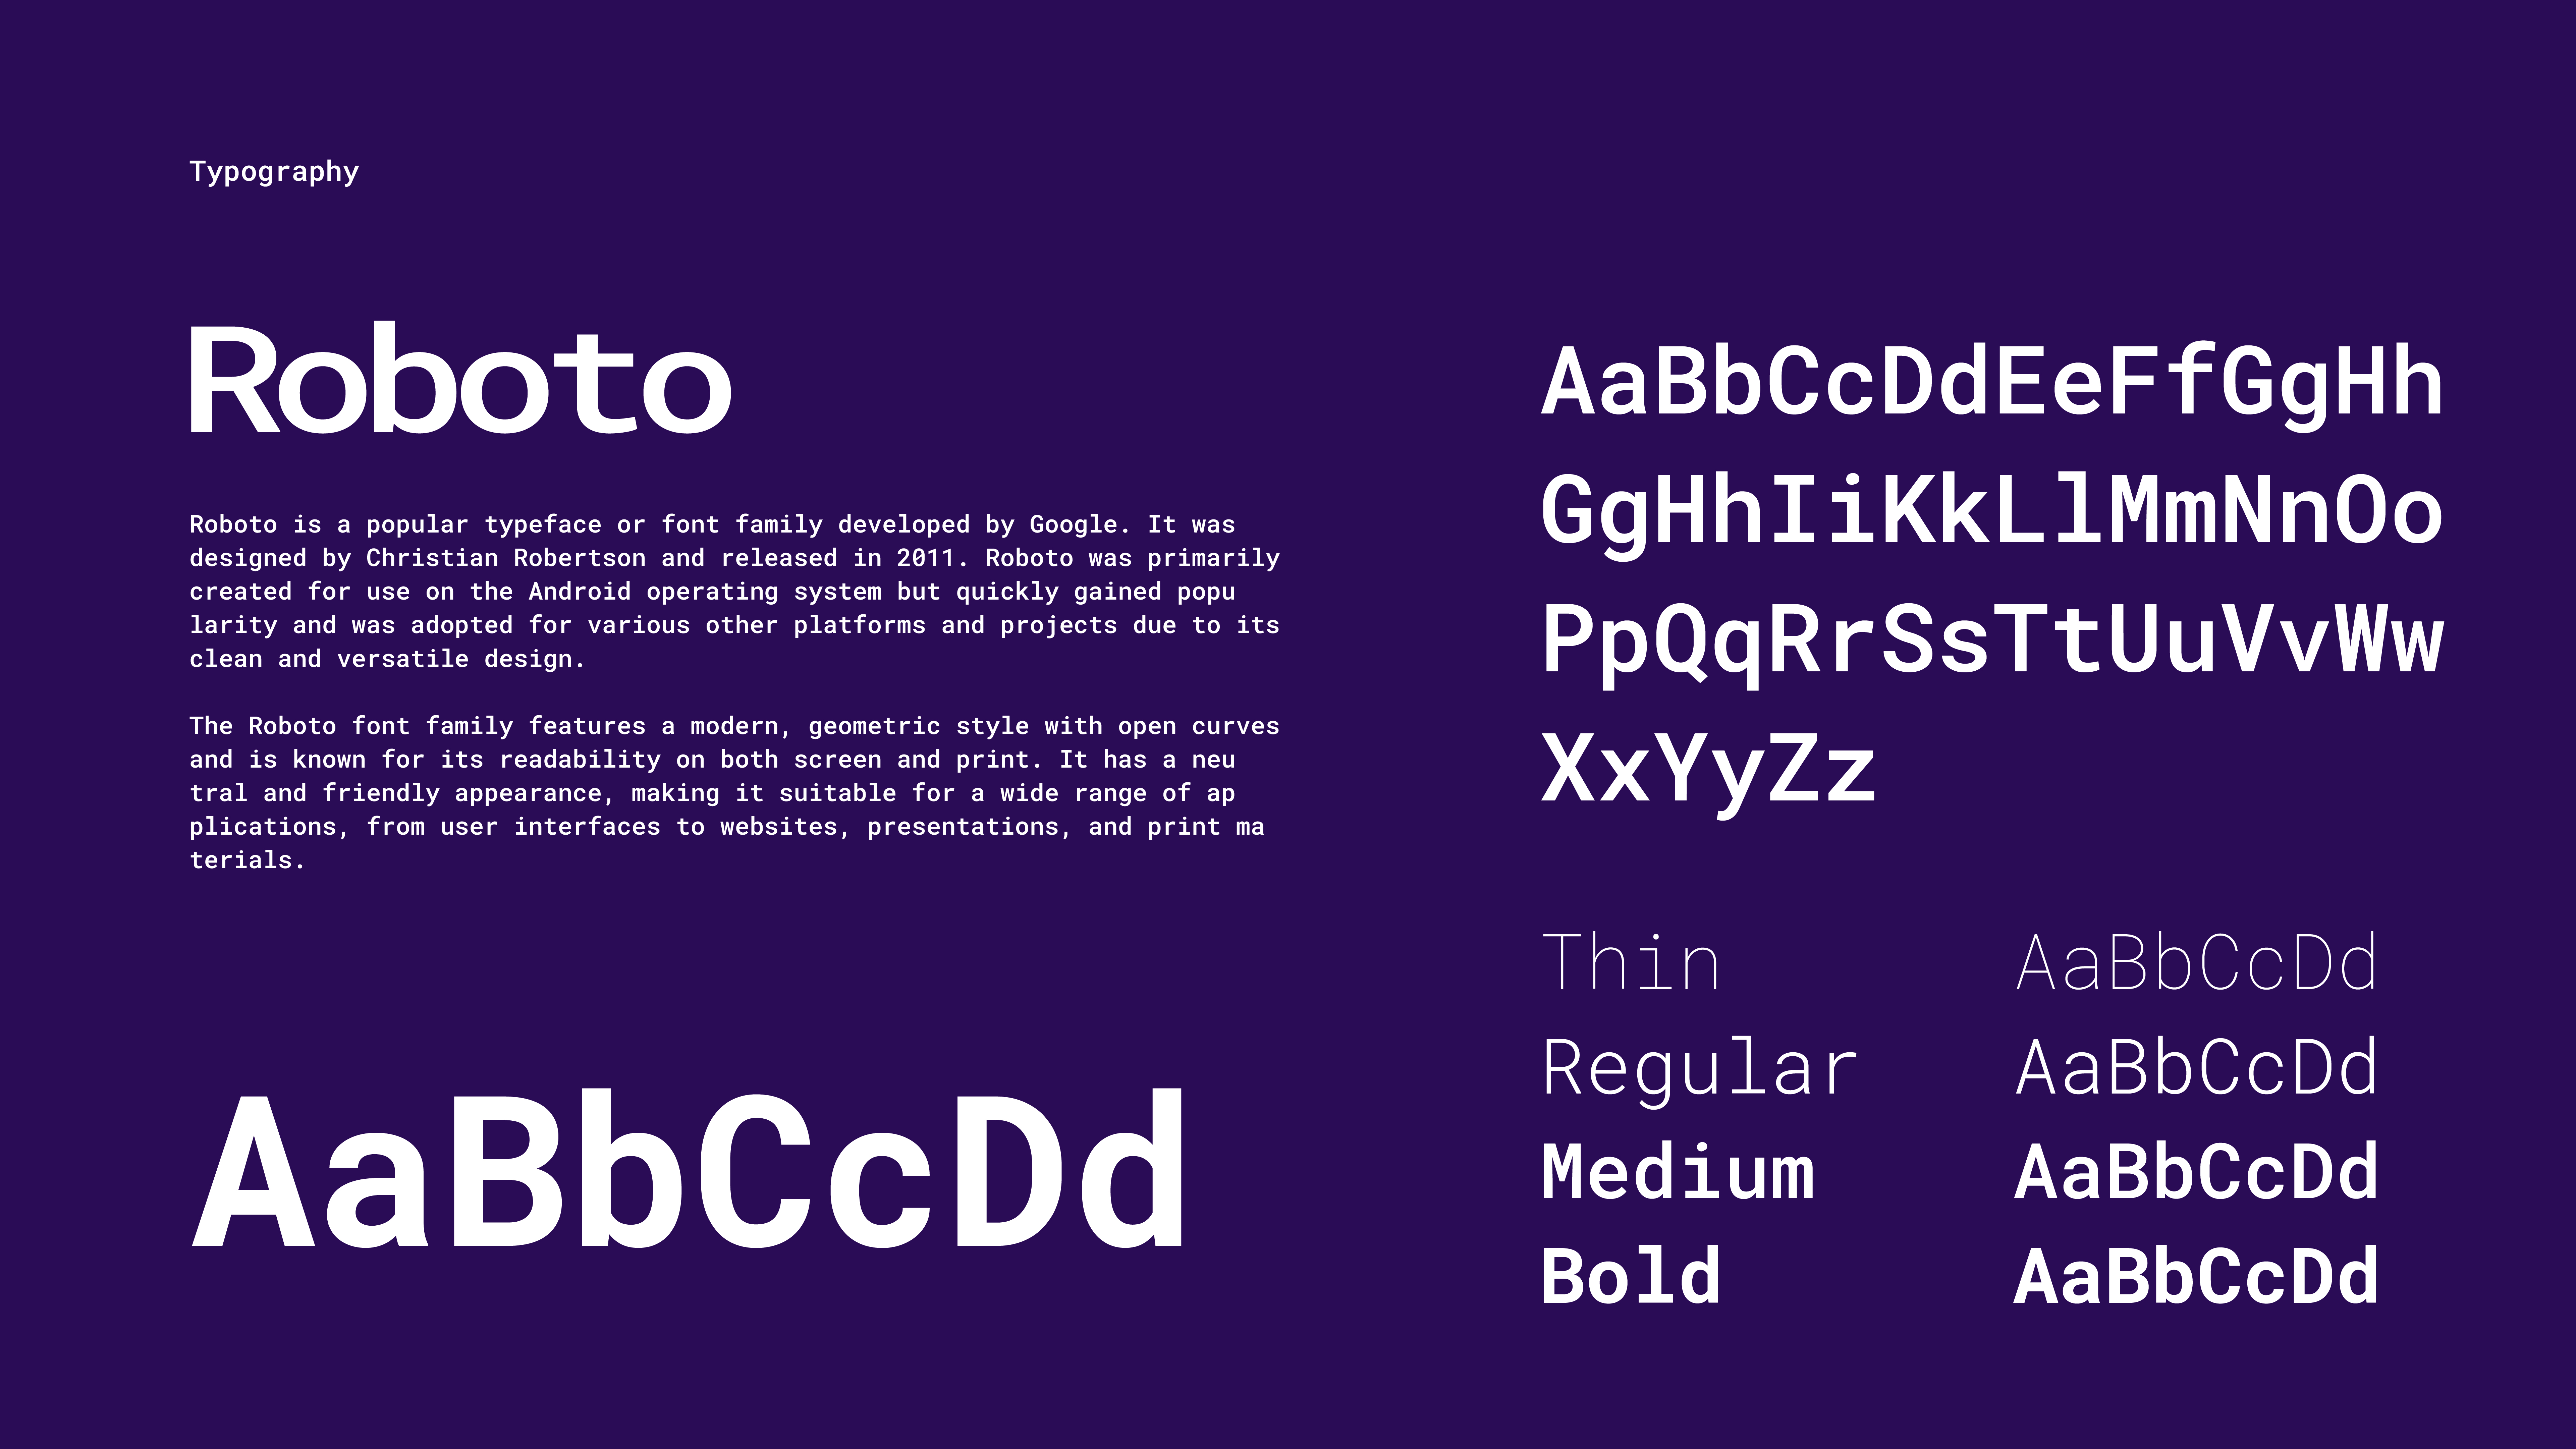 Typography
Roboto
Roboto is a popular typeface or font family developed by Google. It was
designed by Christian Robertson and released in 2011. Roboto was primarily
created for use on the Android operating system but quickly gained popu
larity and was adopted for various other platforms and projects due to its
clean and versatile design.
The Roboto font family features a modern, geometric style with open curves
and is known for its readability on both screen and print. It has a neu
tral and friendly appearance, making it suitable for a wide range of ap
plications, from user interfaces to websites, presentations, and print ma
terials.
AaBbCcDd
AaBbCcDdEeFfGgHh
GgHhIiKkLlMmNnOo
PpQqRrSsTtUuVvWw
XxYyZz
Thin AaBbCcDd
Regular AaBbCcDd
Medium AaBbCcDd
Bold AaBbCcDd